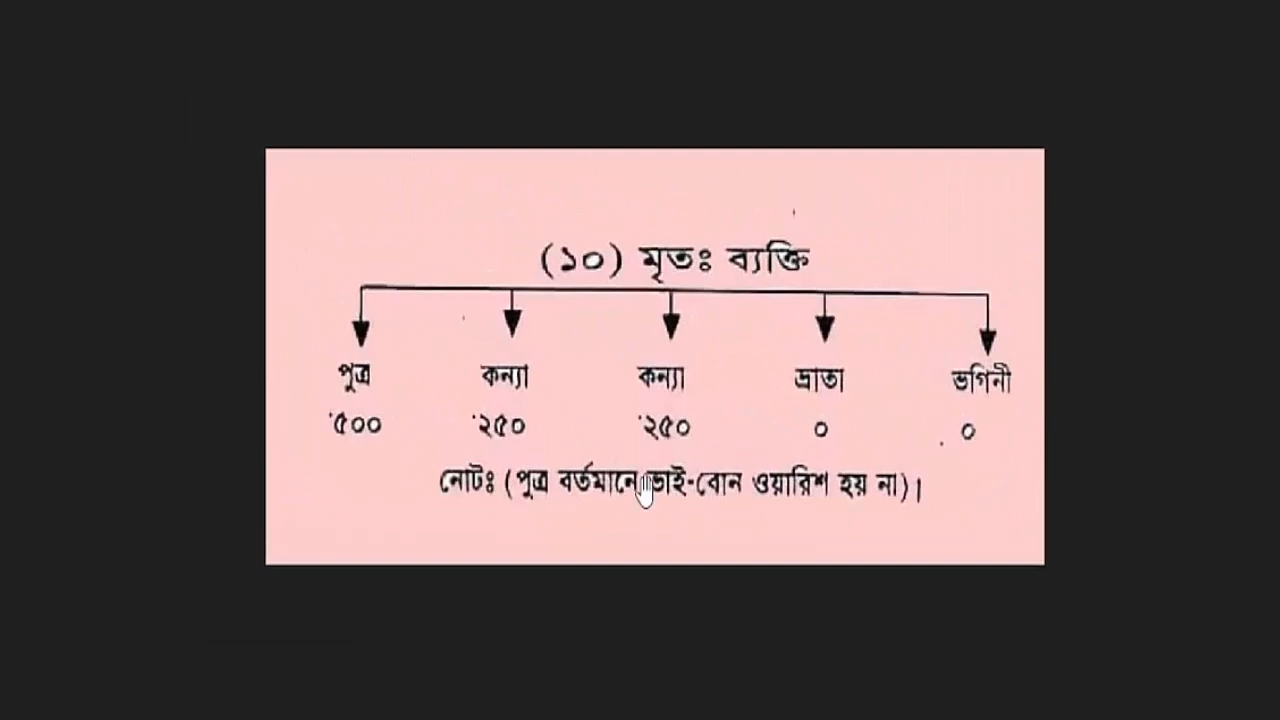 (১০) মৃতঃ ব্যক্তি
পুত্র কন্যা কন্যা ভ্রাতা ভগিনী
.৫০০ .২৫০ .২৫০ ০ ০
নোটঃ (পুত্র বর্তমানে ভাই-বোন ওয়ারিশ হয় না)।